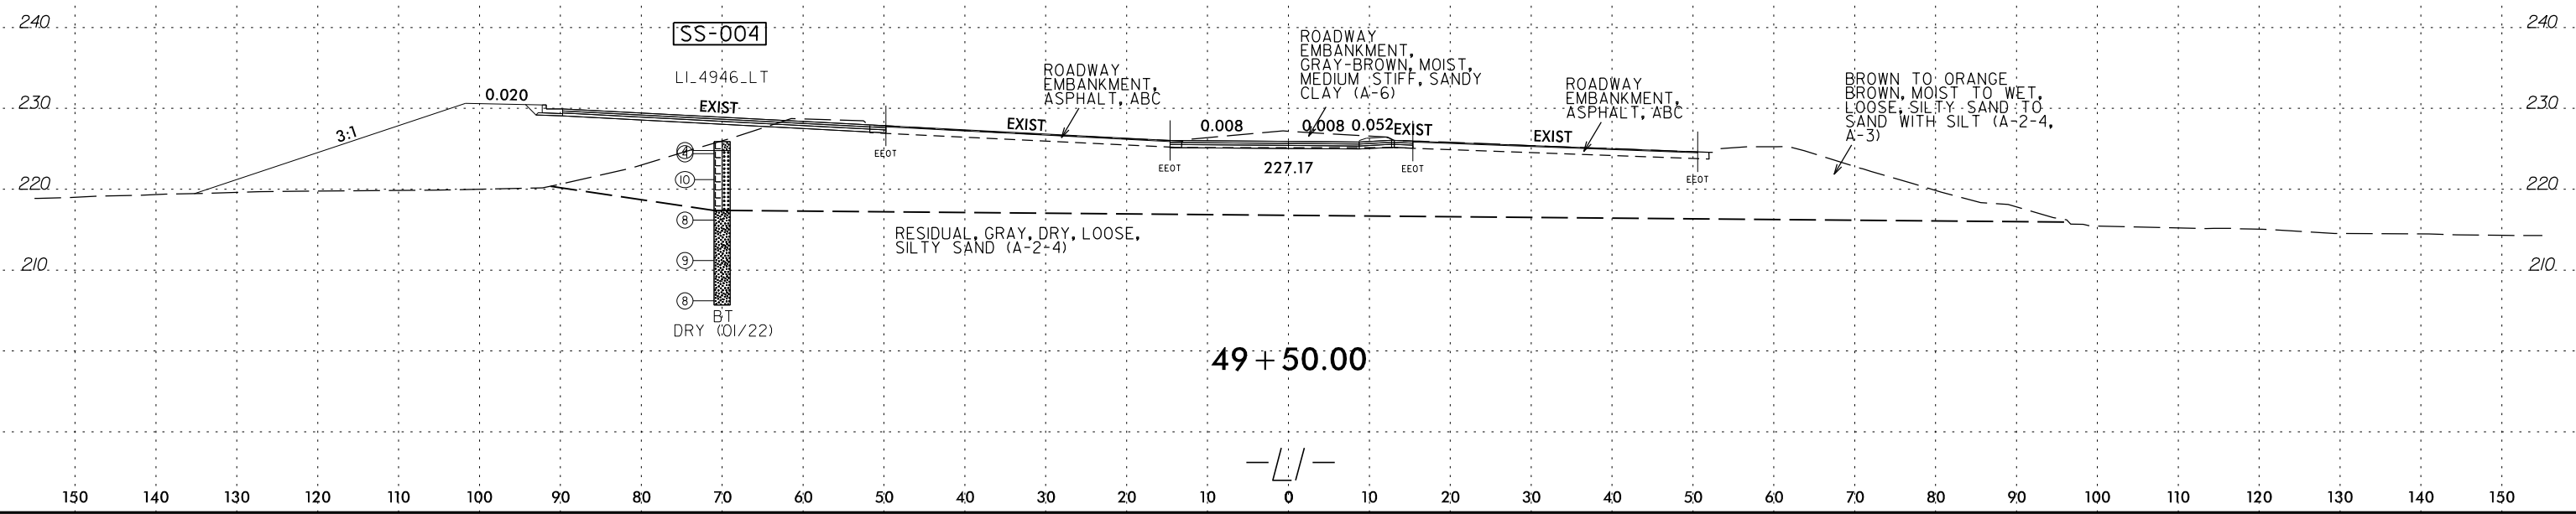 240
SS-004
LI_4946_LT
ROADWAY
EMBANKMENT,
ASPHALT, ABC
ROADWAY
EMBANKMENT,
GRAY-BROWN, MOIST,
MEDIUM STIFF, SANDY
CLAY (A-6)
ROADWAY
EMBANKMENT,
ASPHALT, ABC
BROWN TO ORANGE
BROWN, MOIST TO WET,
LOOSE, SILTY SAND TO
SAND WITH SILT (A-2-4,
A-3)
240
230
3:1
0.020
EXIST
EXIST
0.008
0.008
0.052
EXIST
EXIST
230
EEOT
EEOT
227.17
EEOT
EEOT
220
10
8
9
8
220
RESIDUAL, GRAY, DRY, LOOSE,
SILTY SAND (A-2-4)
210
210
BT
DRY (01/22)
49+50.00
-L1-
150 140 130 120 110 100 90 80 70 60 50 40 30 20 10 0 10 20 30 40 50 60 70 80 90 100 110 120 130 140 150